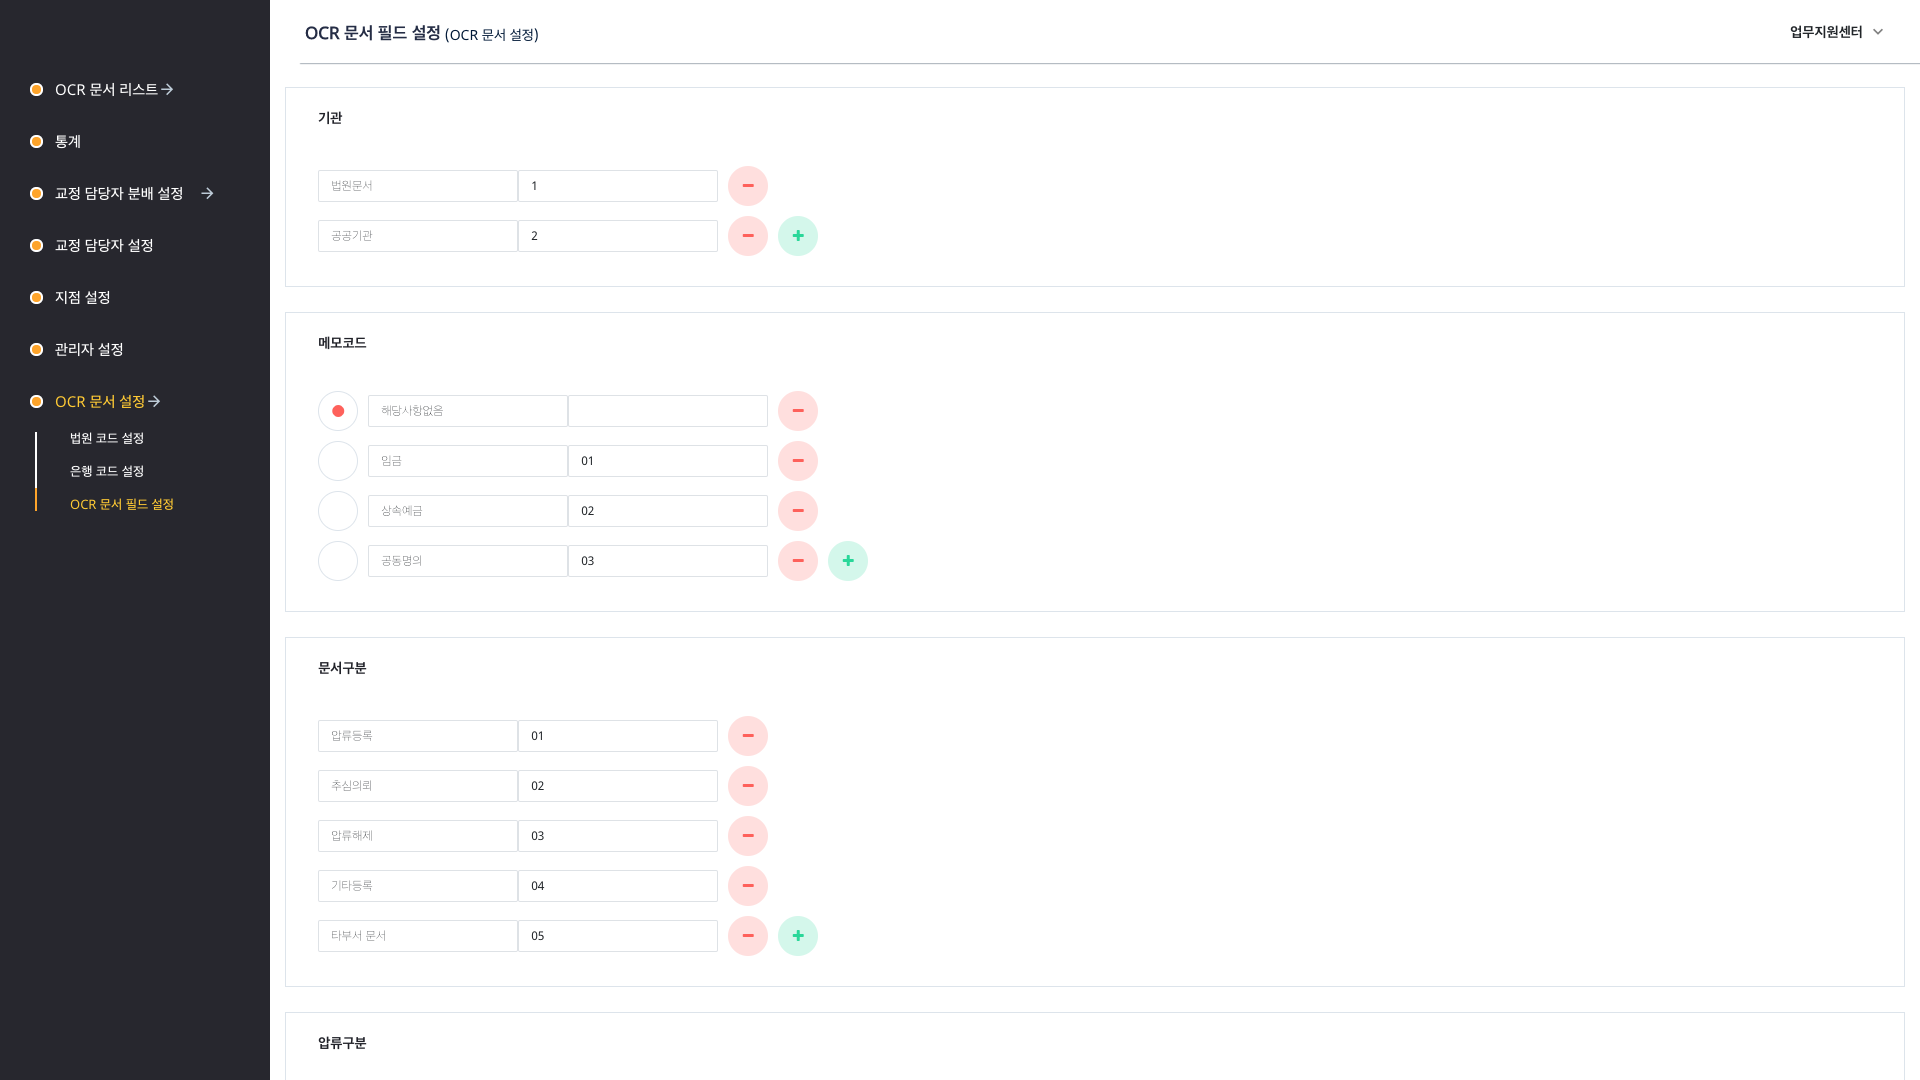 OCR 문서 리스트
통계
교정 담당자 분배 설정
교정 담당자 설정
지점 설정
관리자 설정
OCR 문서 설정
법원 코드 설정
은행 코드 설정
OCR 문서 필드 설정
OCR 문서 필드 설정 (OCR 문서 설정)
업무지원센터
기관
법원문서 1
공공기관 2
메모코드
해당사항없음
임금 01
상속예금 02
공동명의 03
문서구분
압류등록 01
추심의뢰 02
압류해제 03
기타등록 04
타부서 문서 05
압류구분